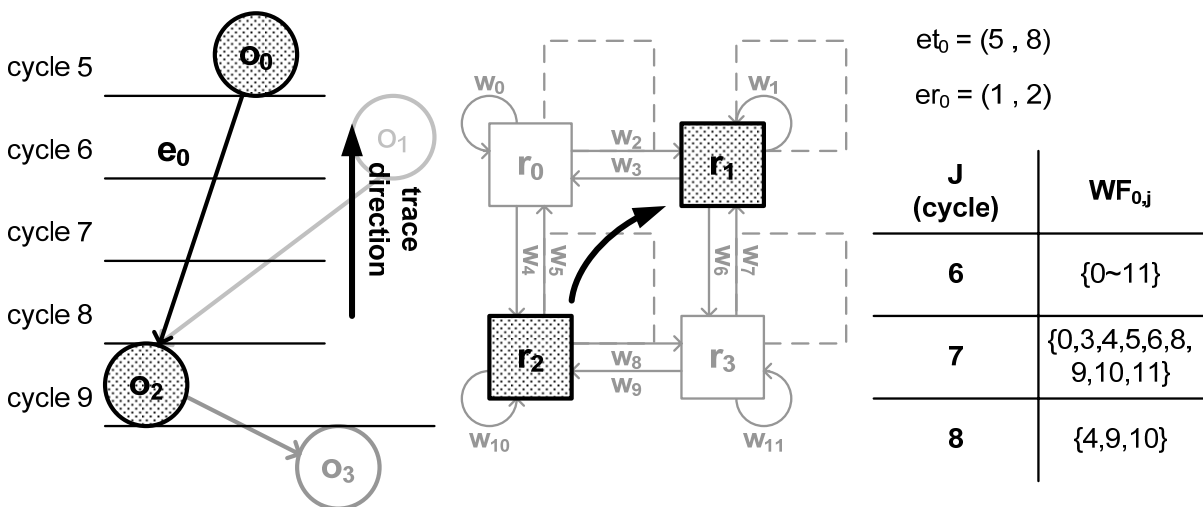 cycle 5
cycle 6
cycle 7
cycle 8
cycle 9
o0
o1
e0
trace
direction
o2
o3
w0
w1
r0
w2
w3
r1
w4
w5
w6
w7
r2
w8
w9
r3
w10
w11
et0 = (5 , 8)
er0 = (1 , 2)
J
(cycle)
WF0,j
6
{0~11}
7
{0,3,4,5,6,8,
9,10,11}
8
{4,9,10}